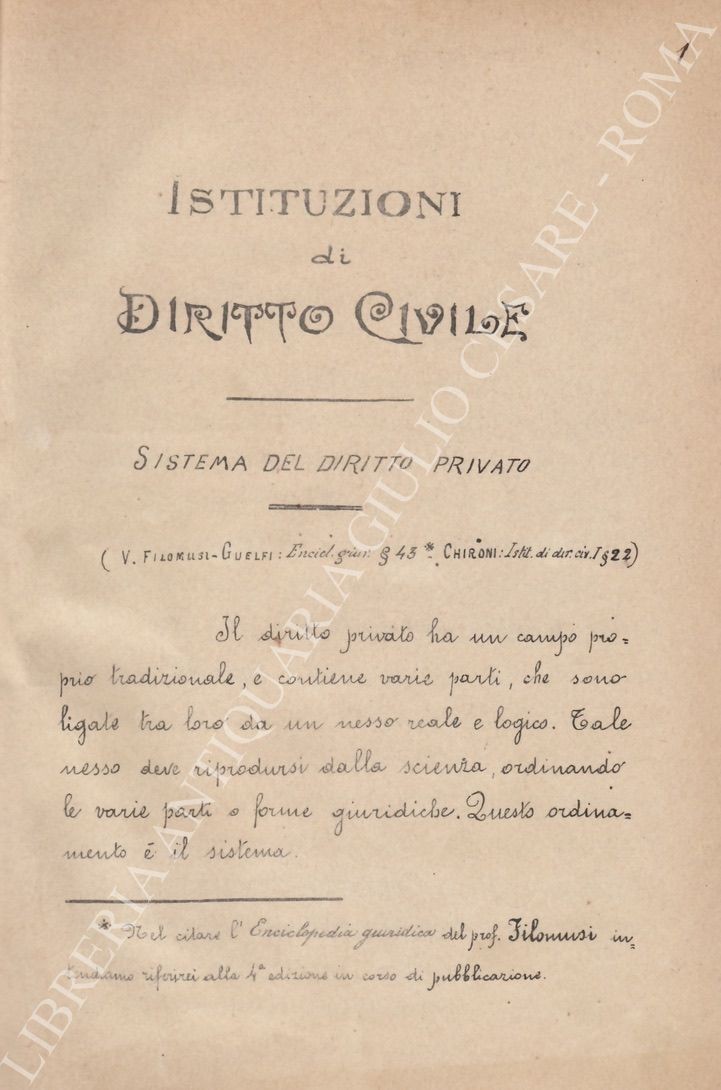 1
ISTITUZIONI
di
DIRITTO CIVILE
SISTEMA DEL DIRITTO PRIVATO
( V. FILOMUSI-GUELFI: Encicl. giur. § 43 * - CHIRONI: Istit. di dir. civ. I § 22)
Il diritto privato ha un campo pro=
prio tradizionale, e contiene varie parti, che sono
ligate tra loro da un nesso reale e logico. Tale
nesso deve riprodursi dalla scienza, ordinando
le varie parti o forme giuridiche. Questo ordina=
mento è il sistema.
* Nel citare l'Enciclopedia giuridica del prof. Filomusi in=
tendiamo riferirci alla 4ª edizione in corso di pubblicazione.
LIBRERIA ANTIQUARIA GIULIO CESARE - ROMA